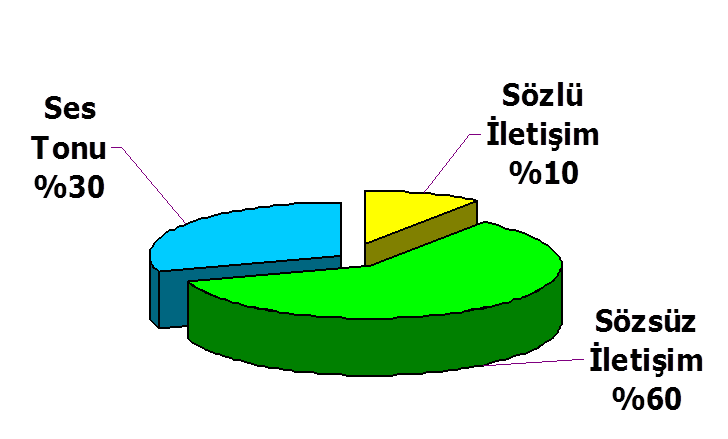 Ses
Tonu
%30
Sözlü
İletişim
%10
Sözsüz
İletişim
%60